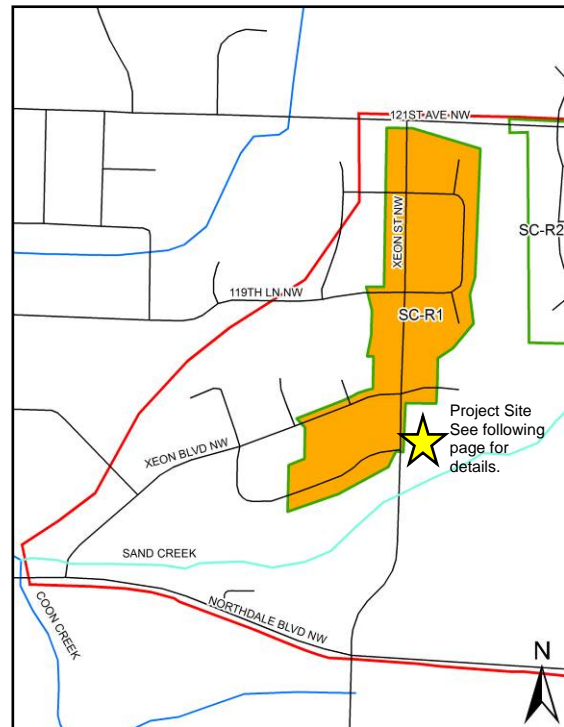 121ST AVE NW
XEON ST NW
SC-R2
119TH LN NW
SC-R1
Project Site
See following
page for
details.
XEON BLVD NW
SAND CREEK
COON CREEK
NORTHDALE BLVD NW
N